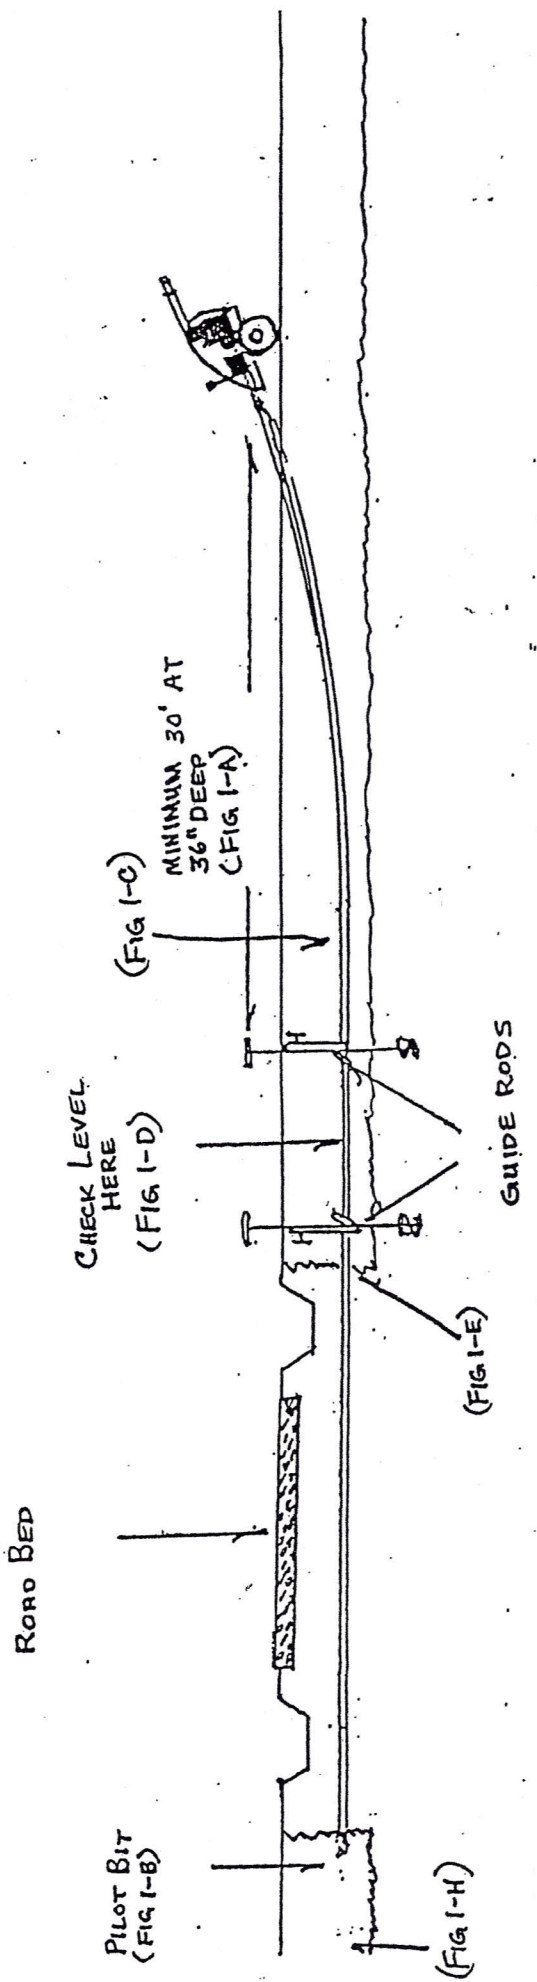 ROAD BED
PILOT BIT
(FIG 1-B)
CHECK LEVEL
HERE
(FIG 1-D)
(FIG 1-C)
MINIMUM 30' AT
36" DEEP
(FIG 1-A)
H
H
(FIG 1-H)
(FIG 1-E)
GUIDE RODS